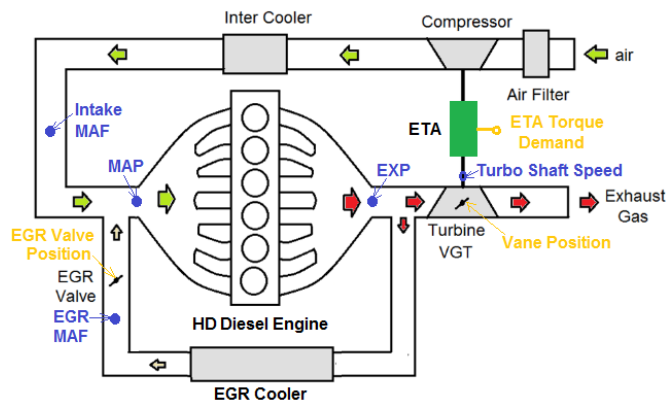 Inter Cooler
Compressor
air
Air Filter
Intake
MAF
ETA
ETA Torque
Demand
MAP
EXP
Turbo Shaft Speed
Exhaust
Gas
EGR Valve
Position
Turbine
VGT
Vane Position
EGR
Valve
EGR
MAF
HD Diesel Engine
EGR Cooler